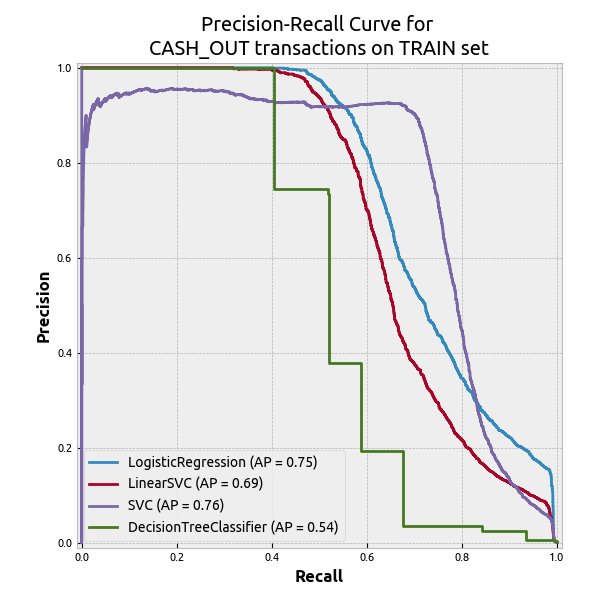 Precision-Recall Curve for
CASH_OUT transactions on TRAIN set
1.0
0.8
0.6
0.4
0.2
0.0
Precision
LogisticRegression (AP = 0.75)
LinearSVC (AP = 0.69)
SVC (AP = 0.76)
DecisionTreeClassifier (AP = 0.54)
0.0 0.2 0.4 0.6 0.8 1.0
Recall